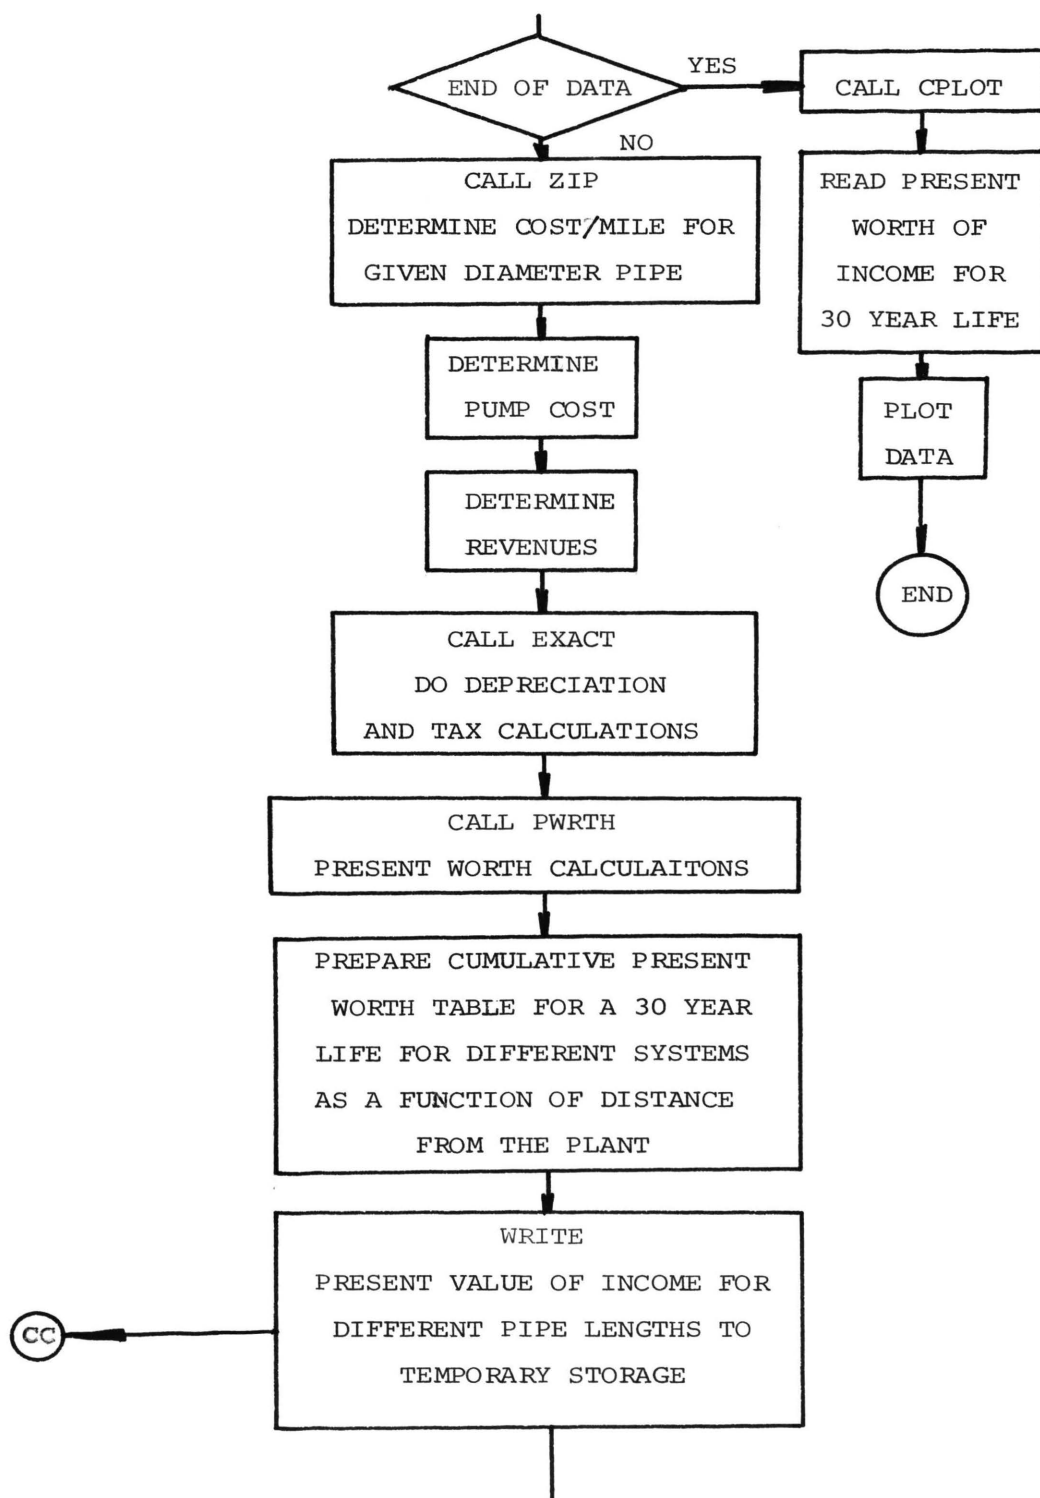 END OF DATA
YES
CALL CPLOT
NO
CALL ZIP
DETERMINE COST/MILE FOR
GIVEN DIAMETER PIPE
READ PRESENT
WORTH OF
INCOME FOR
30 YEAR LIFE
DETERMINE
PUMP COST
PLOT
DATA
DETERMINE
REVENUES
END
CALL EXACT
DO DEPRECIATION
AND TAX CALCULATIONS
CALL PWRTH
PRESENT WORTH CALCULAITONS
PREPARE CUMULATIVE PRESENT
WORTH TABLE FOR A 30 YEAR
LIFE FOR DIFFERENT SYSTEMS
AS A FUNCTION OF DISTANCE
FROM THE PLANT
WRITE
PRESENT VALUE OF INCOME FOR
DIFFERENT PIPE LENGTHS TO
TEMPORARY STORAGE
CC